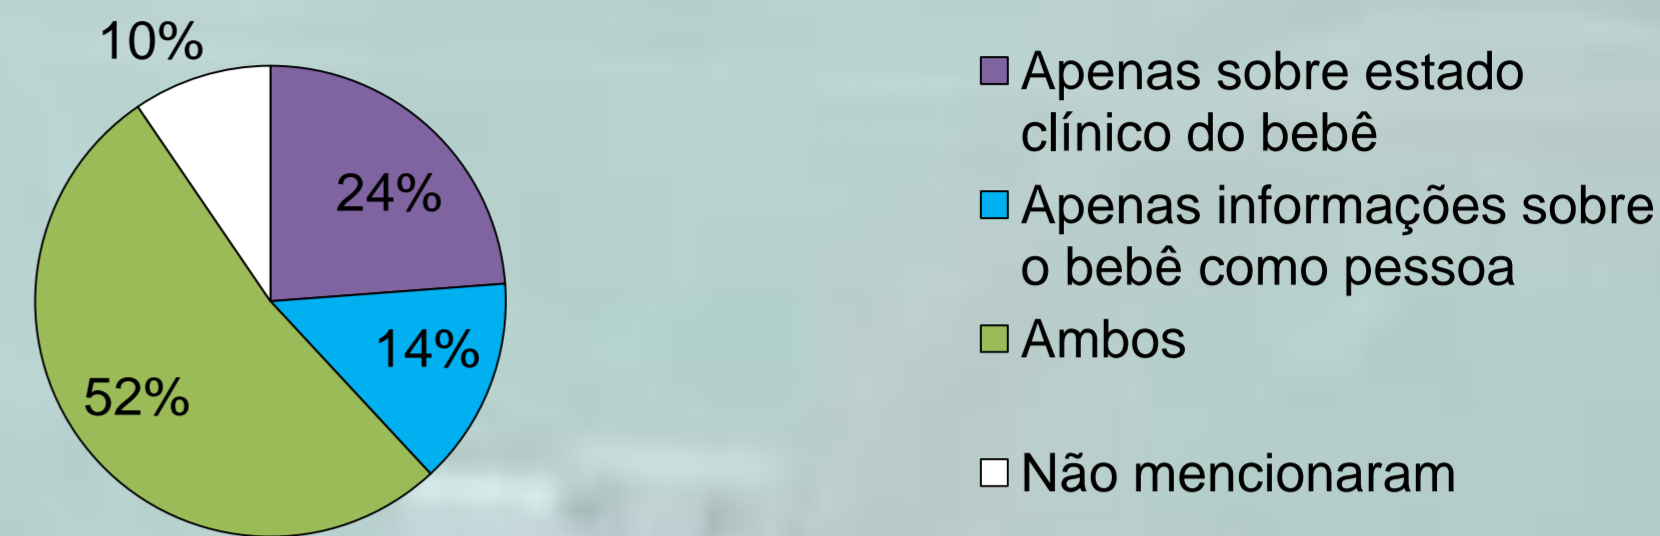 10%
24%
14%
52%
Apenas sobre estado
clínico do bebê
Apenas informações sobre
o bebê como pessoa
Ambos
Não mencionaram